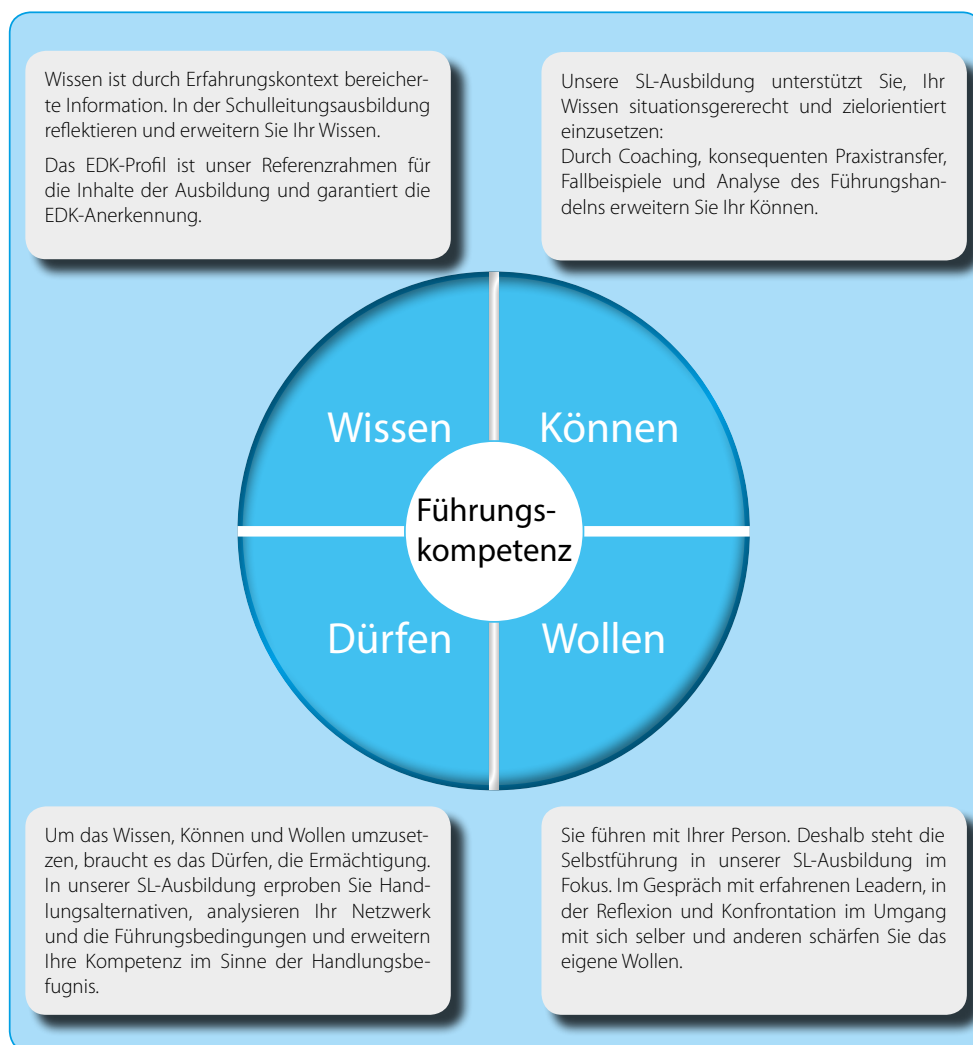 Wissen ist durch Erfahrungskontext bereicher-
te Information. In der Schulleitungsausbildung
reflektieren und erweitern Sie Ihr Wissen.
Das EDK-Profil ist unser Referenzrahmen für
die Inhalte der Ausbildung und garantiert die
EDK-Anerkennung.
Unsere SL-Ausbildung unterstützt Sie, Ihr
Wissen situationsgererecht und zielorientiert
einzusetzen:
Durch Coaching, konsequenten Praxistransfer,
Fallbeispiele und Analyse des Führungshan-
delns erweitern Sie Ihr Können.
Wissen
Können
Führungs-
kompetenz
Dürfen
Wollen
Um das Wissen, Können und Wollen umzuset-
zen, braucht es das Dürfen, die Ermächtigung.
In unserer SL-Ausbildung erproben Sie Hand-
lungsalternativen, analysieren Ihr Netzwerk
und die Führungsbedingungen und erweitern
Ihre Kompetenz im Sinne der Handlungsbe-
fugnis.
Sie führen mit Ihrer Person. Deshalb steht die
Selbstführung in unserer SL-Ausbildung im
Fokus. Im Gespräch mit erfahrenen Leadern, in
der Reflexion und Konfrontation im Umgang
mit sich selber und anderen schärfen Sie das
eigene Wollen.